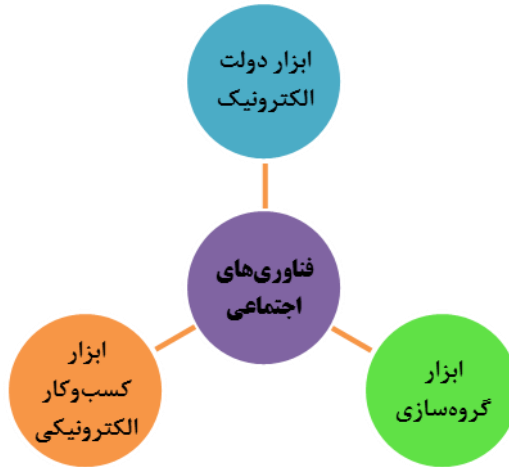 ابزار دولت
الکترونیک
فناوری‌های
اجتماعی
ابزار
گروه‌سازی
ابزار
کسب‌وکار
الکترونیکی